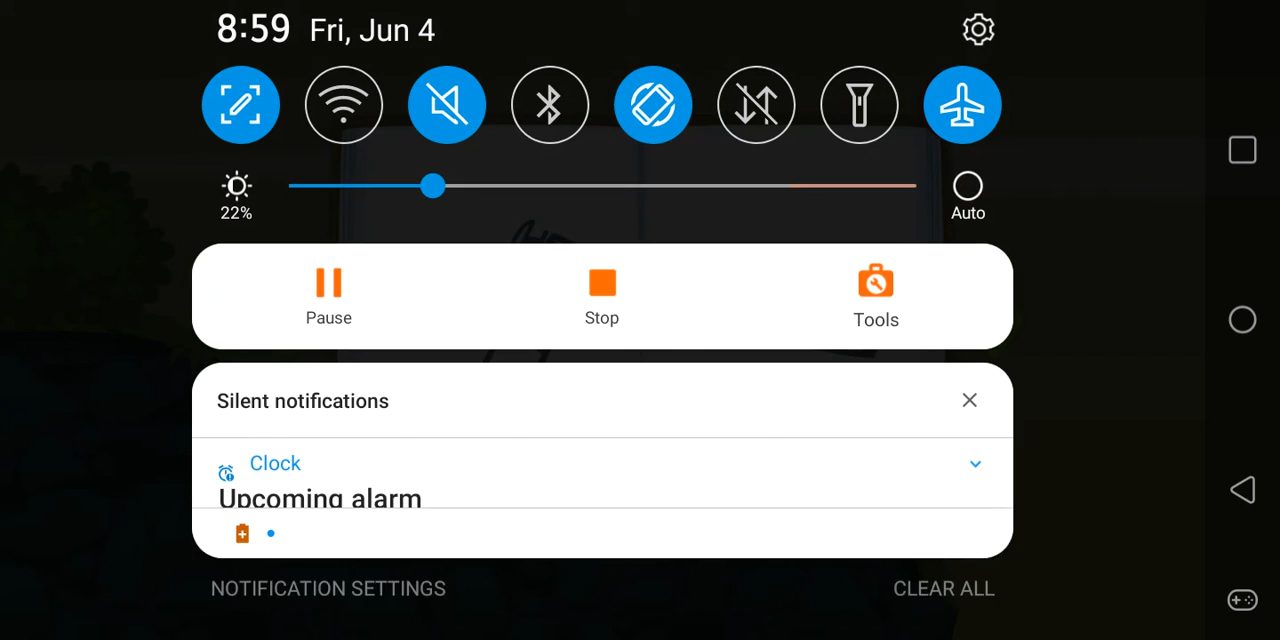 8:59 Fri, Jun 4
22%
Auto
Pause Stop Tools
Silent notifications
Clock
Upcoming alarm
NOTIFICATION SETTINGS CLEAR ALL